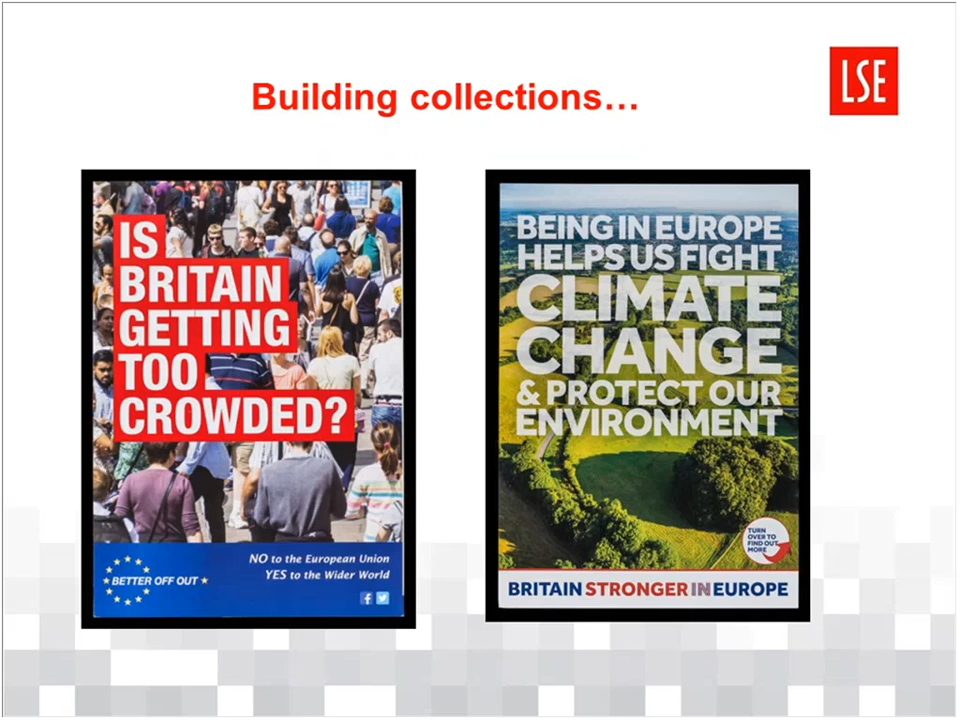 Building collections...
LSE
IS
BRITAIN
GETTING
TOO
CROWDED?
BETTER OFF OUT
NO to the European Union
YES to the Wider World
BEING IN EUROPE
HELPS US FIGHT
CLIMATE
CHANGE
& PROTECT OUR
ENVIRONMENT
TURN
OVER TO
FIND OUT
MORE
BRITAIN STRONGER IN EUROPE